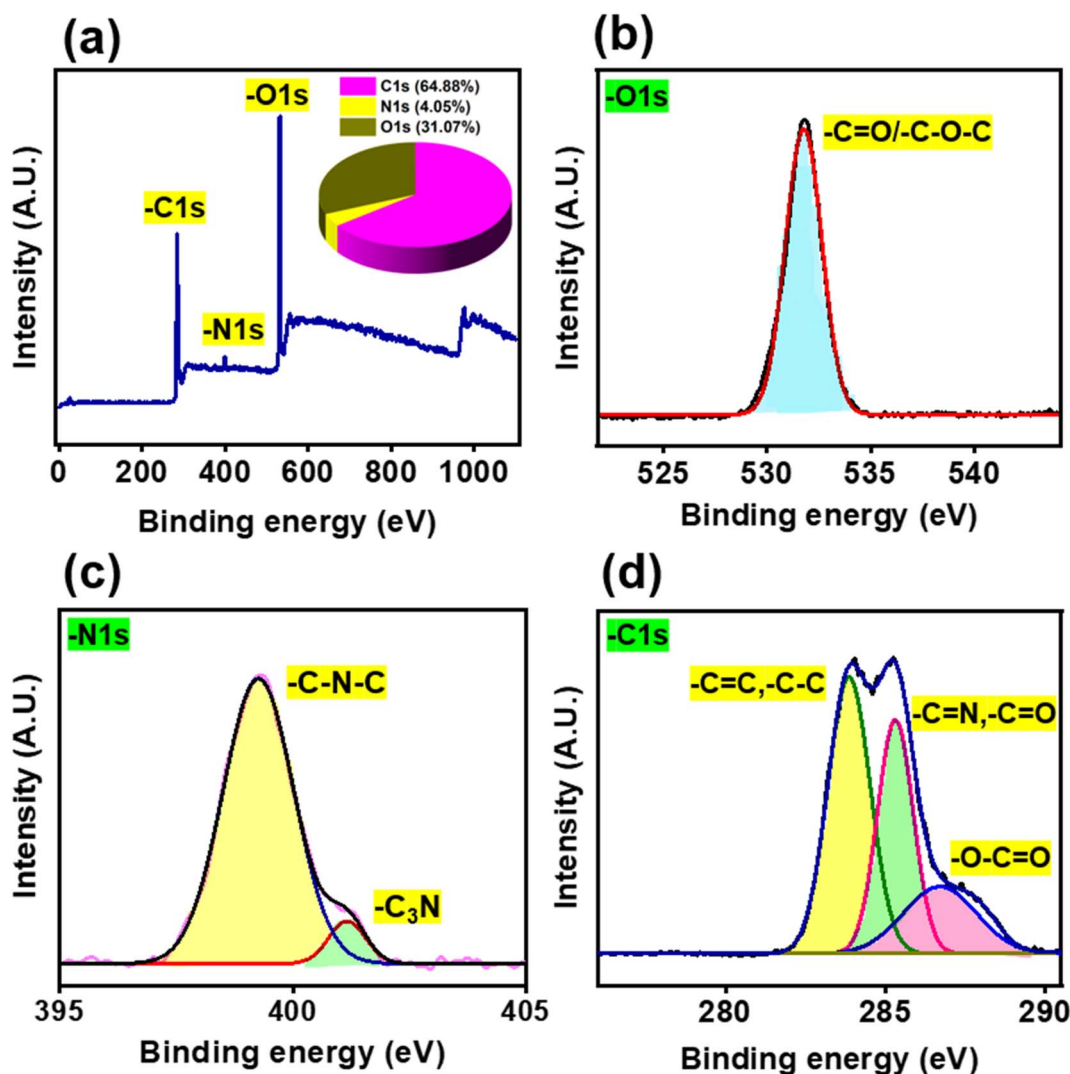 (a)
-O1s
-C1s
-N1s
C1s (64.88%)
N1s (4.05%)
O1s (31.07%)
Intensity (A.U.)
0 200 400 600 800 1000
Binding energy (eV)
(b)
-O1s
-C=O/-C-O-C
Intensity (A.U.)
525 530 535 540
Binding energy (eV)
(c)
-N1s
-C-N-C
-C₃N
Intensity (A.U.)
395 400 405
Binding energy (eV)
(d)
-C1s
-C=C,-C-C
-C=N,-C=O
-O-C=O
Intensity (A.U.)
280 285 290
Binding energy (eV)